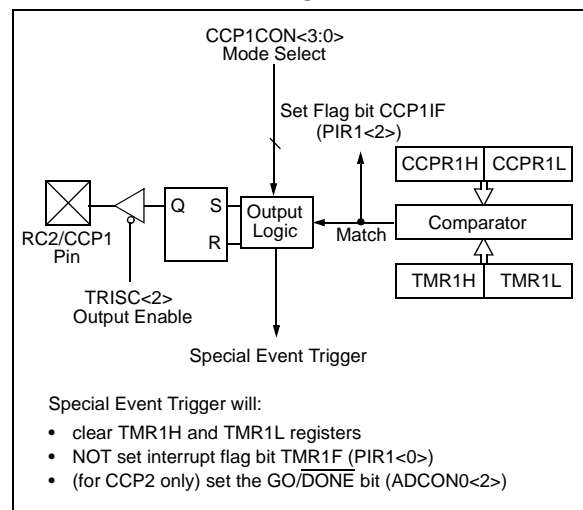 CCP1CON<3:0>
Mode Select
Set Flag bit CCP1IF
(PIR1<2>)
CCPR1H CCPR1L
Q S
R
Output
Logic
Match
Comparator
RC2/CCP1
Pin
TRISC<2>
Output Enable
TMR1H TMR1L
Special Event Trigger
Special Event Trigger will:
• clear TMR1H and TMR1L registers
• NOT set interrupt flag bit TMR1F (PIR1<0>)
• (for CCP2 only) set the GO/DONE bit (ADCON0<2>)